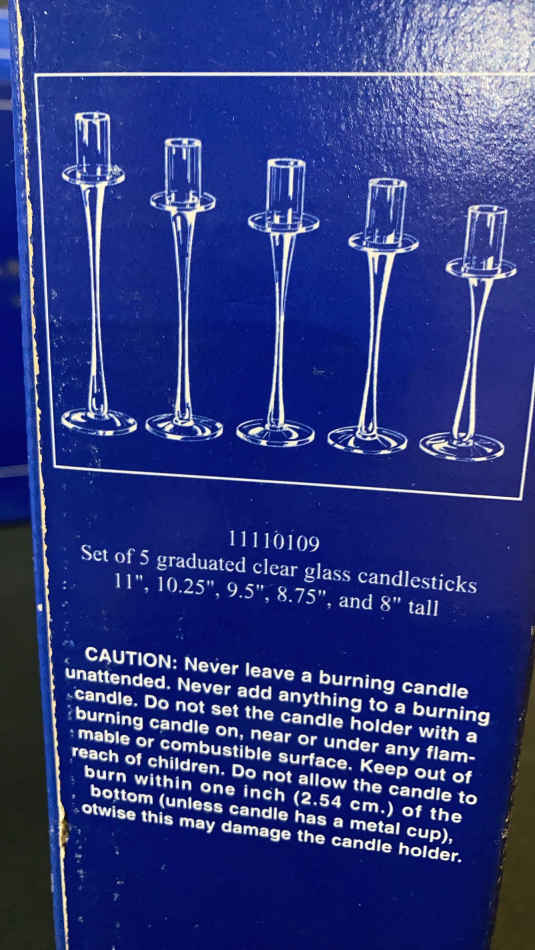 11110109
Set of 5 graduated clear glass candlesticks
11", 10.25", 9.5", 8.75", and 8" tall
CAUTION: Never leave a burning candle
unattended. Never add anything to a burning
candle. Do not set the candle holder with a
burning candle on, near or under any flam-
mable or combustible surface. Keep out of
reach of children. Do not allow the candle to
burn within one inch (2.54 cm.) of the
bottom (unless candle has a metal cup),
otwise this may damage the candle holder.